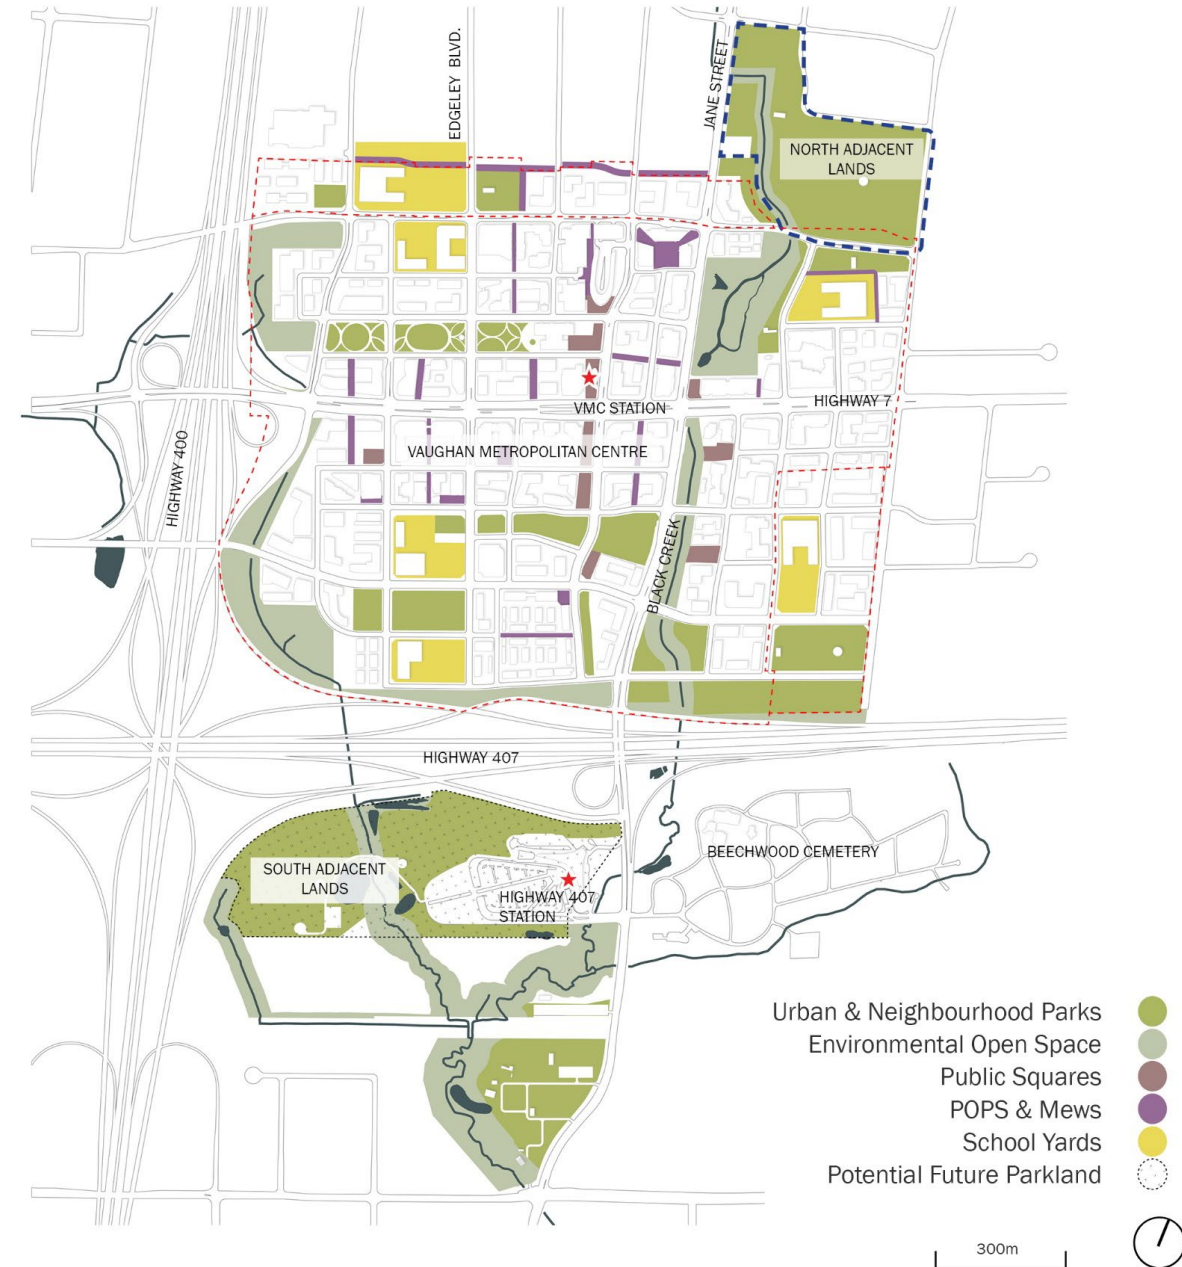 EDGELEY BLVD.
JANE STREET
NORTH ADJACENT
LANDS
VMC STATION
HIGHWAY 7
VAUGHAN METROPOLITAN CENTRE
HIGHWAY 400
BLACK CREEK
HIGHWAY 407
SOUTH ADJACENT
LANDS
BEECHWOOD CEMETERY
HIGHWAY 407
STATION
Urban & Neighbourhood Parks
Environmental Open Space
Public Squares
POPS & Mews
School Yards
Potential Future Parkland
300m